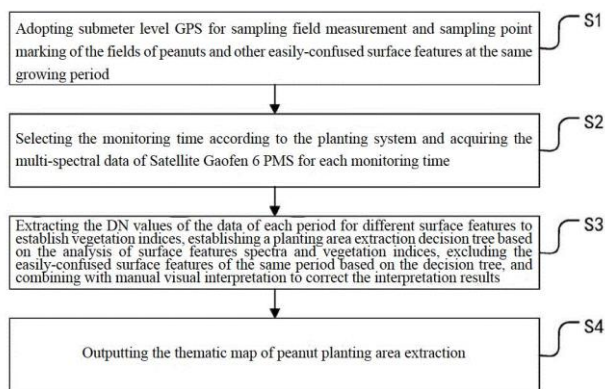 Adopting submeter level GPS for sampling field measurement and sampling point
marking of the fields of peanuts and other easily-confused surface features at the same
growing period
S1
Selecting the monitoring time according to the planting system and acquiring the
multi-spectral data of Satellite Gaofen 6 PMS for each monitoring time
S2
Extracting the DN values of the data of each period for different surface features to
establish vegetation indices, establishing a planting area extraction decision tree based
on the analysis of surface features spectra and vegetation indices, excluding the
easily-confused surface features of the same period based on the decision tree, and
combining with manual visual interpretation to correct the interpretation results
S3
Outputting the thematic map of peanut planting area extraction
S4